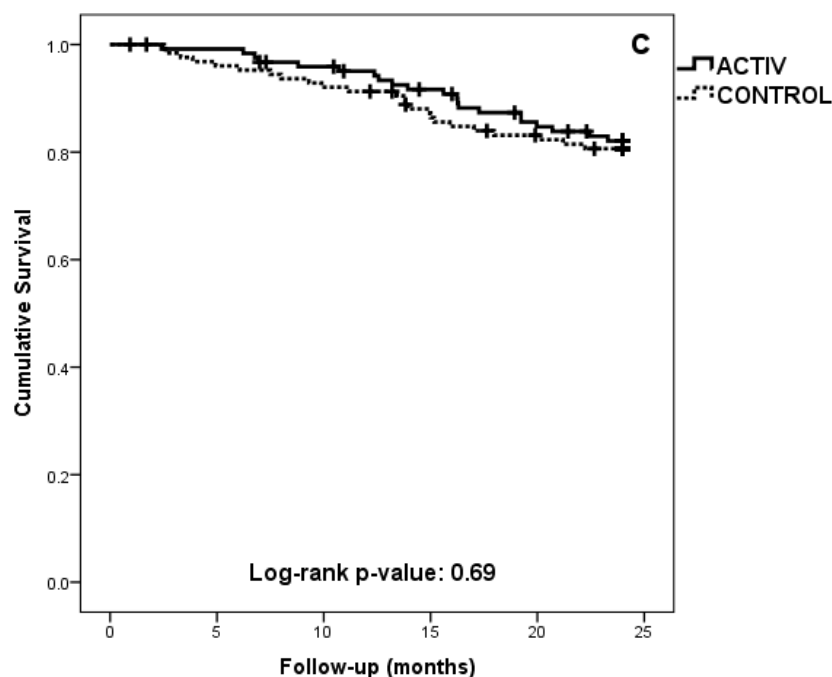 C
ACTIV
CONTROL
1.0
0.8
0.6
0.4
0.2
0.0
Cumulative Survival
Log-rank p-value: 0.69
0 5 10 15 20 25
Follow-up (months)